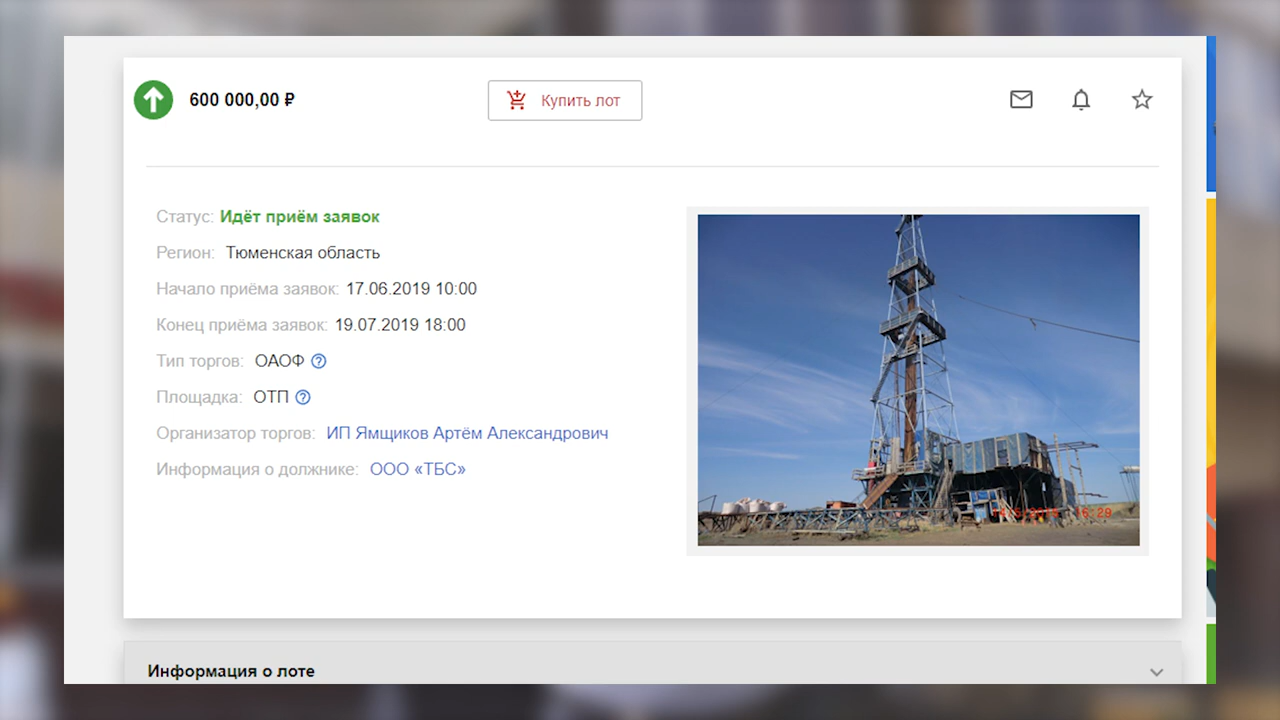 600 000,00 ₽
Купить лот
Статус: Идёт приём заявок
Регион: Тюменская область
Начало приёма заявок: 17.06.2019 10:00
Конец приёма заявок: 19.07.2019 18:00
Тип торгов: ОАОФ ?
Площадка: ОТП ?
Организатор торгов: ИП Ямщиков Артём Александрович
Информация о должнике: ООО «ТБС»
16:29
Информация о лоте